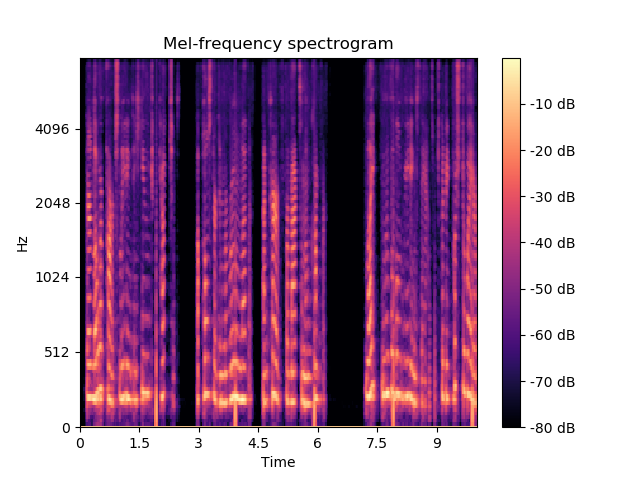 Mel-frequency spectrogram
4096
2048
1024
512
0
Hz
0 1.5 3 4.5 6 7.5 9
Time
-10 dB
-20 dB
-30 dB
-40 dB
-50 dB
-60 dB
-70 dB
-80 dB